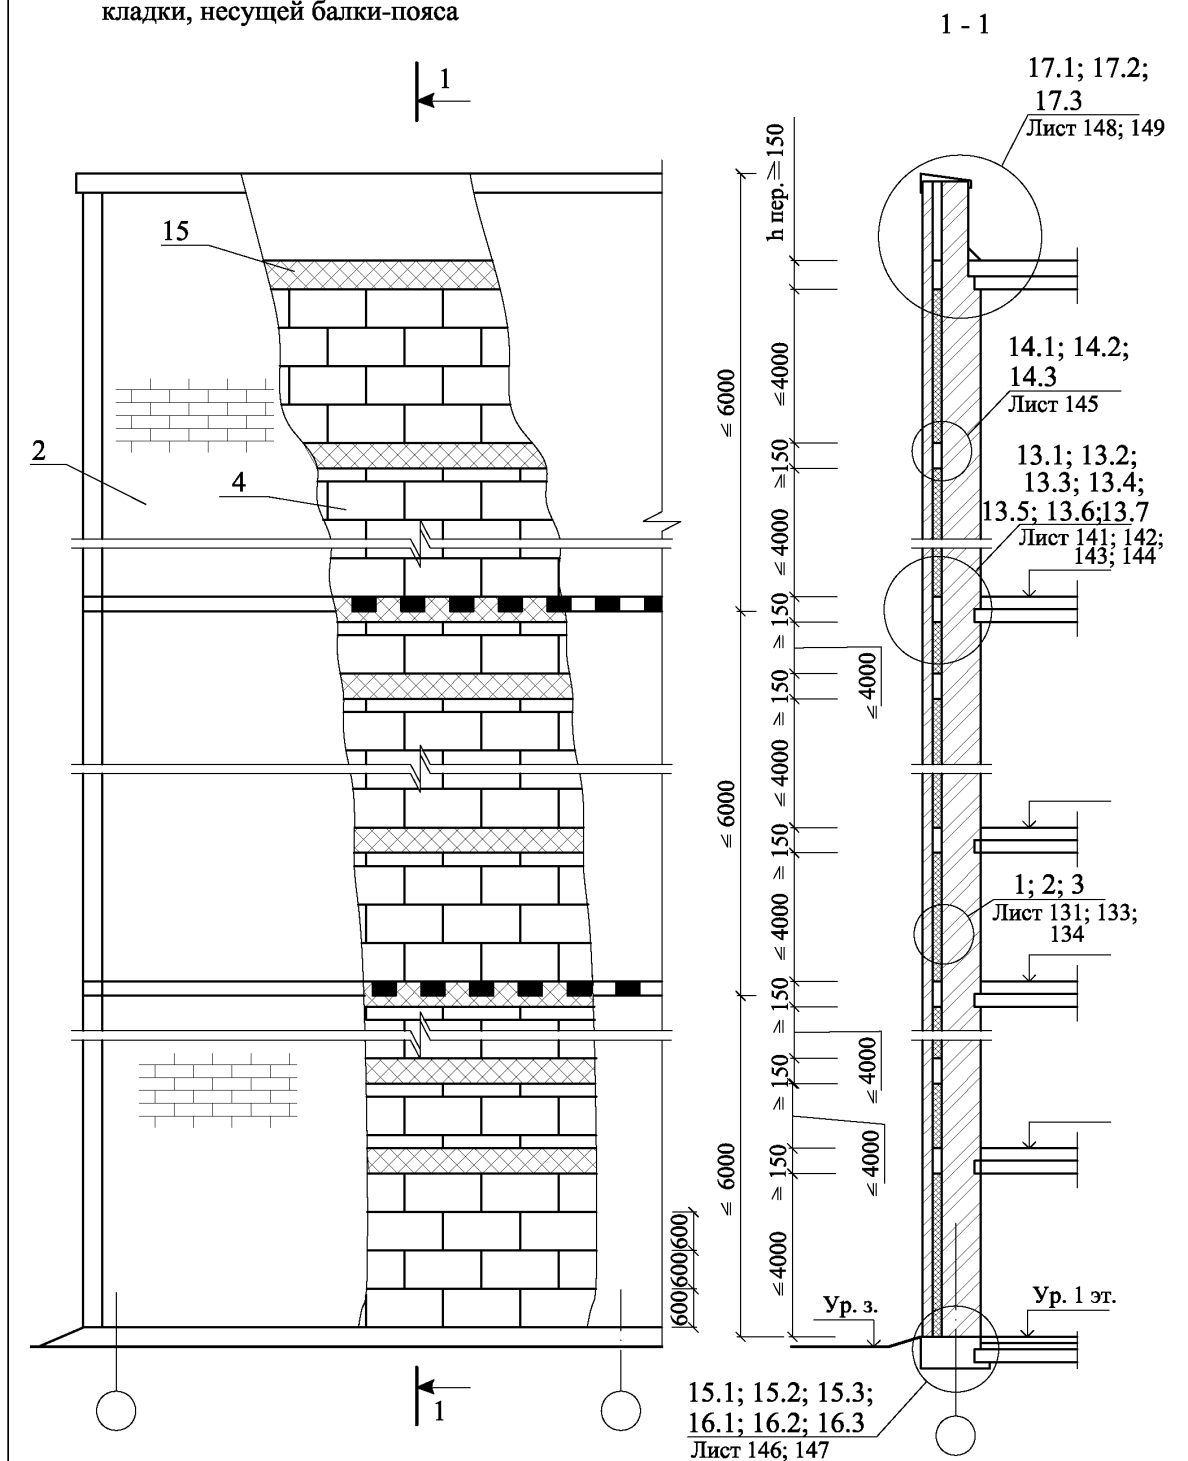 кладки, несущей балки-пояса
1 - 1
17.1; 17.2;
17.3
Лист 148; 149
1
h пер. ≥ 150
15
14.1; 14.2;
14.3
Лист 145
≤ 6000
≤4000
≥150
2
4
13.1; 13.2;
13.3; 13.4;
13.5; 13.6;13.7
Лист 141; 142;
143; 144
≤ 4000
≥ 150
≤ 4000
≥ 150
≤ 6000
≤ 4000
≥ 150
1; 2; 3
Лист 131; 133;
134
≤ 4000
≥ 150
≤ 4000
≥ 150
≤ 4000
≤ 6000
≥ 150
≤4000
600
600
600
Ур. з.
Ур. 1 эт.
1
15.1; 15.2; 15.3;
16.1; 16.2; 16.3
Лист 146; 147